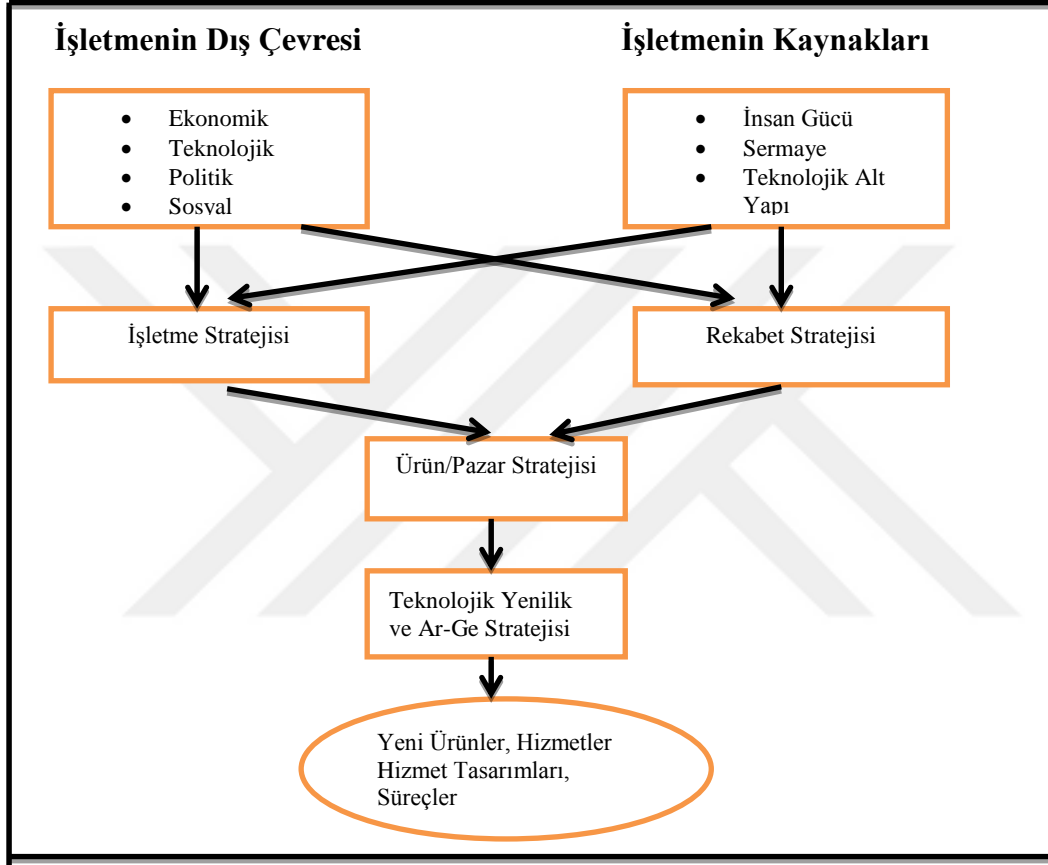 İşletmenin Dış Çevresi
İşletmenin Kaynakları
• Ekonomik
• Teknolojik
• Politik
• Sosyal
• İnsan Gücü
• Sermaye
• Teknolojik Alt
Yapı
İşletme Stratejisi
Rekabet Stratejisi
Ürün/Pazar Stratejisi
Teknolojik Yenilik
ve Ar-Ge Stratejisi
Yeni Ürünler, Hizmetler
Hizmet Tasarımları,
Süreçler